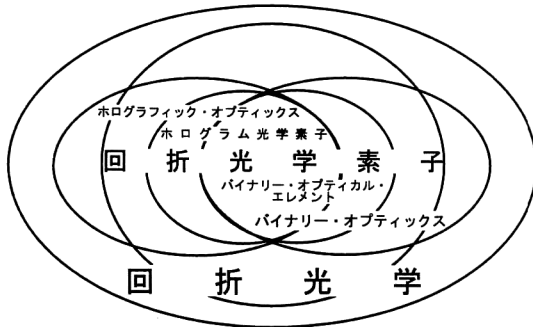 ホログラフィック・オプティックス
ホログラム光学素子
回折光学素子
バイナリー・オプティカル・
エレメント
バイナリー・オプティックス
回折光学